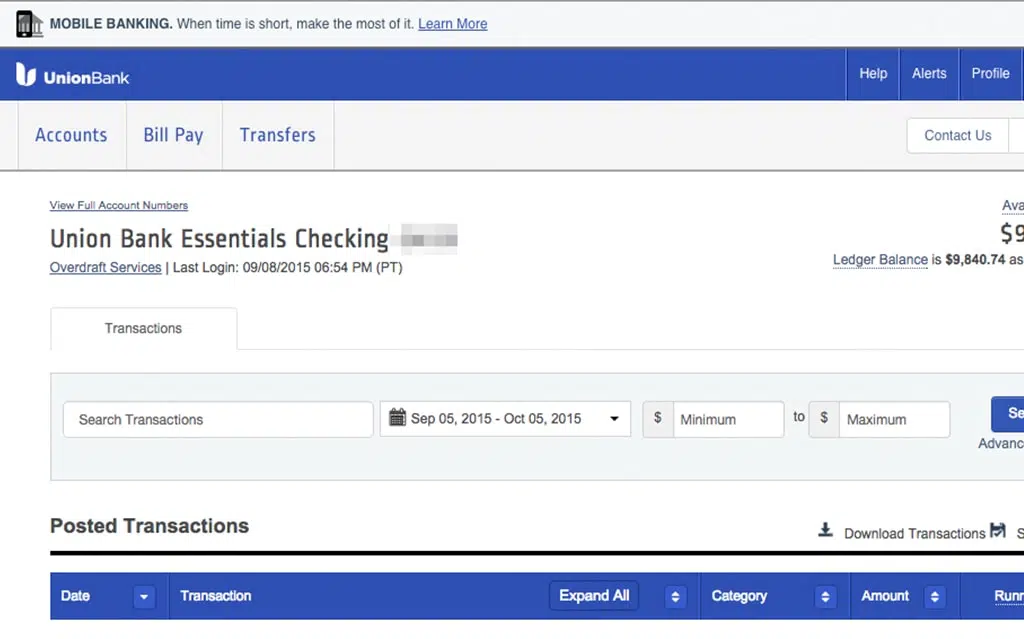 MOBILE BANKING. When time is short, make the most of it. Learn More
UnionBank
Help
Alerts
Profile
Accounts
Bill Pay
Transfers
Contact Us
View Full Account Numbers
Union Bank Essentials Checking
Overdraft Services | Last Login: 09/08/2015 06:54 PM (PT)
Ava
$9
Ledger Balance is $9,840.74 as
Transactions
Search Transactions
Sep 05, 2015 - Oct 05, 2015
$ Minimum to $ Maximum
Se
Advanc
Posted Transactions
Download Transactions
S
Date
Transaction
Expand All
Category
Amount
Runn